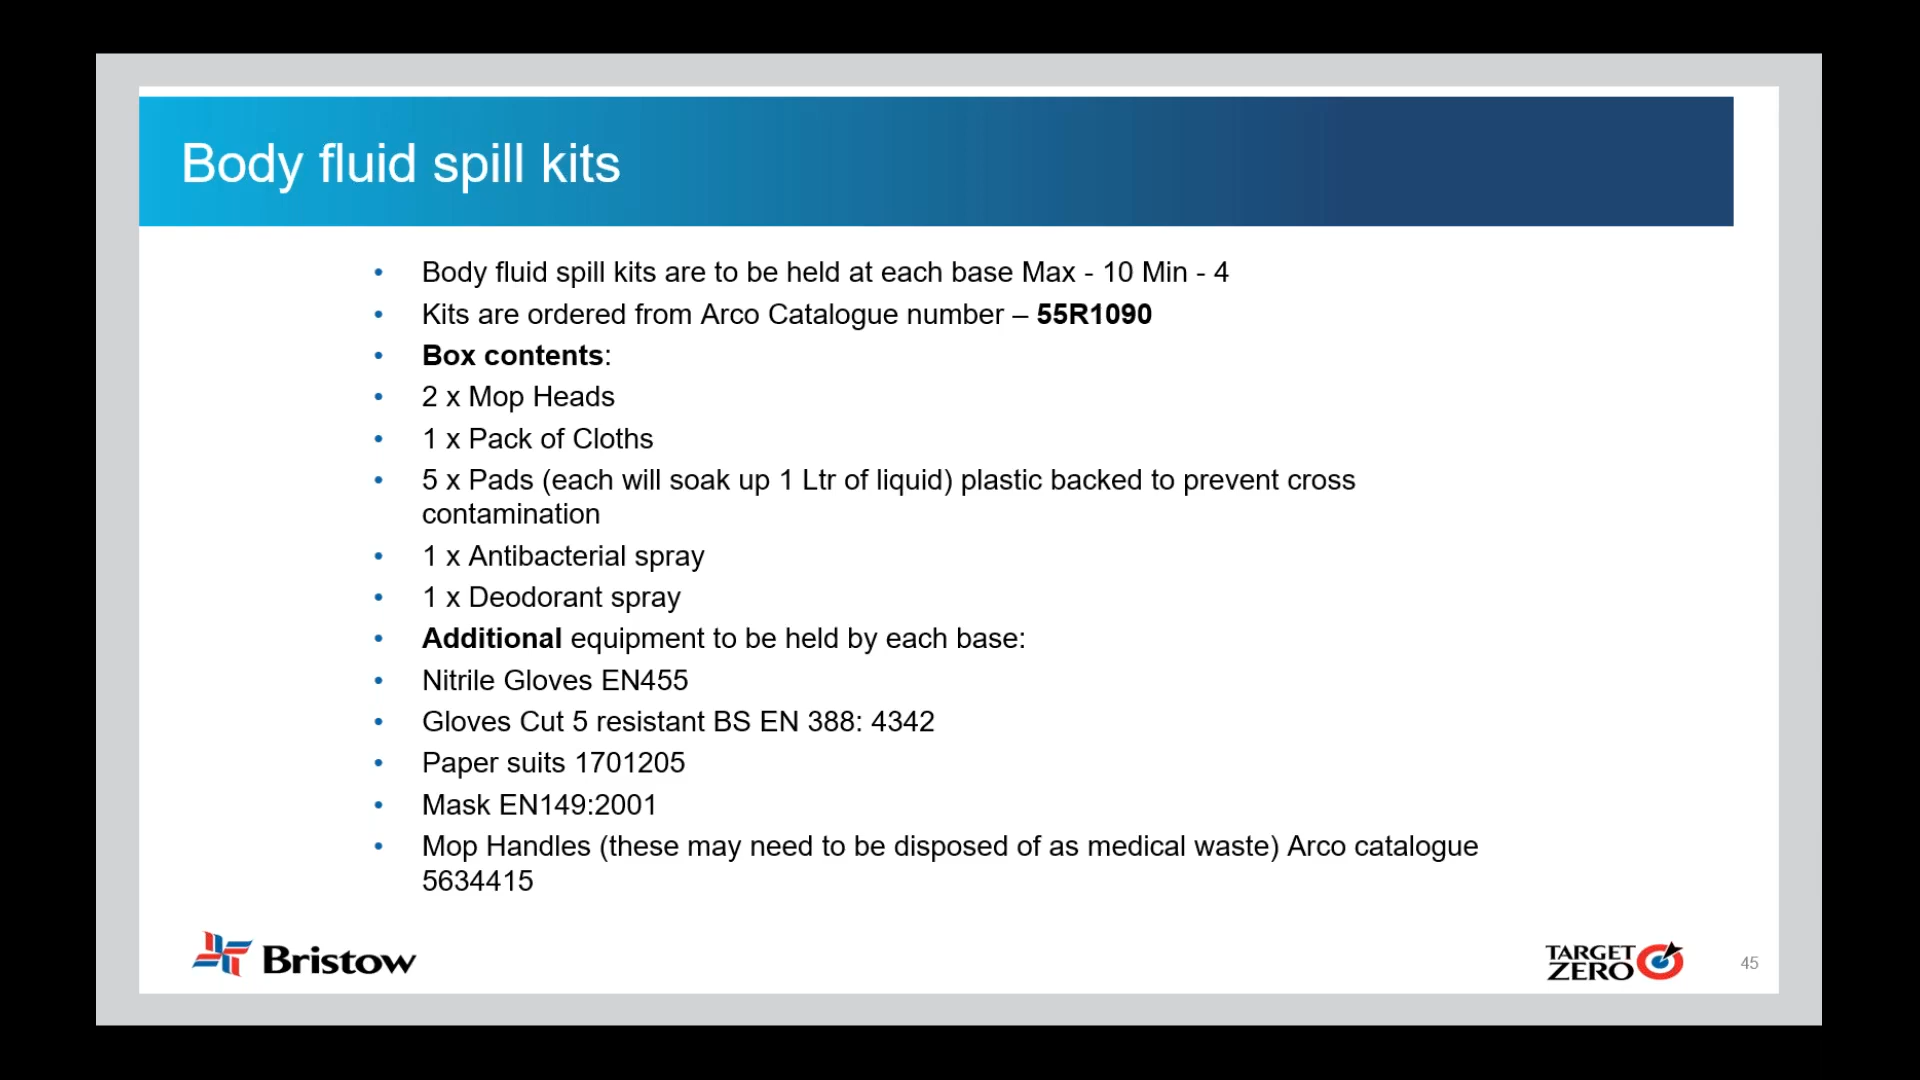 Body fluid spill kits
• Body fluid spill kits are to be held at each base Max - 10 Min - 4
• Kits are ordered from Arco Catalogue number – 55R1090
• Box contents:
• 2 x Mop Heads
• 1 x Pack of Cloths
• 5 x Pads (each will soak up 1 Ltr of liquid) plastic backed to prevent cross
contamination
• 1 x Antibacterial spray
• 1 x Deodorant spray
• Additional equipment to be held by each base:
• Nitrile Gloves EN455
• Gloves Cut 5 resistant BS EN 388: 4342
• Paper suits 1701205
• Mask EN149:2001
• Mop Handles (these may need to be disposed of as medical waste) Arco catalogue
5634415
Bristow
TARGET
ZERO
45